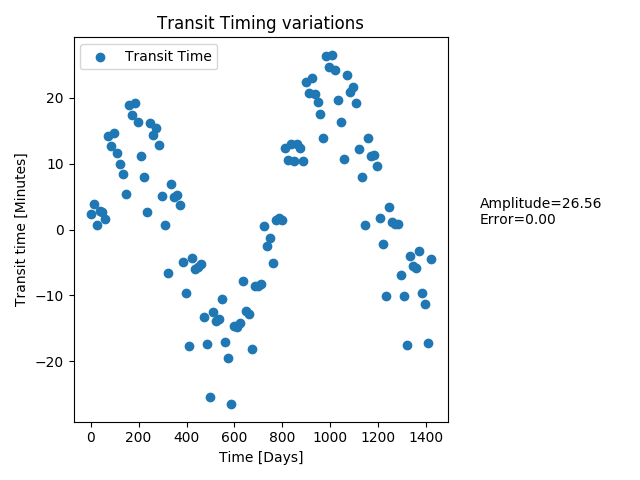 Transit Timing variations
Transit Time
Transit time [Minutes]
20
10
0
−10
−20
0 200 400 600 800 1000 1200 1400
Time [Days]
Amplitude=26.56
Error=0.00